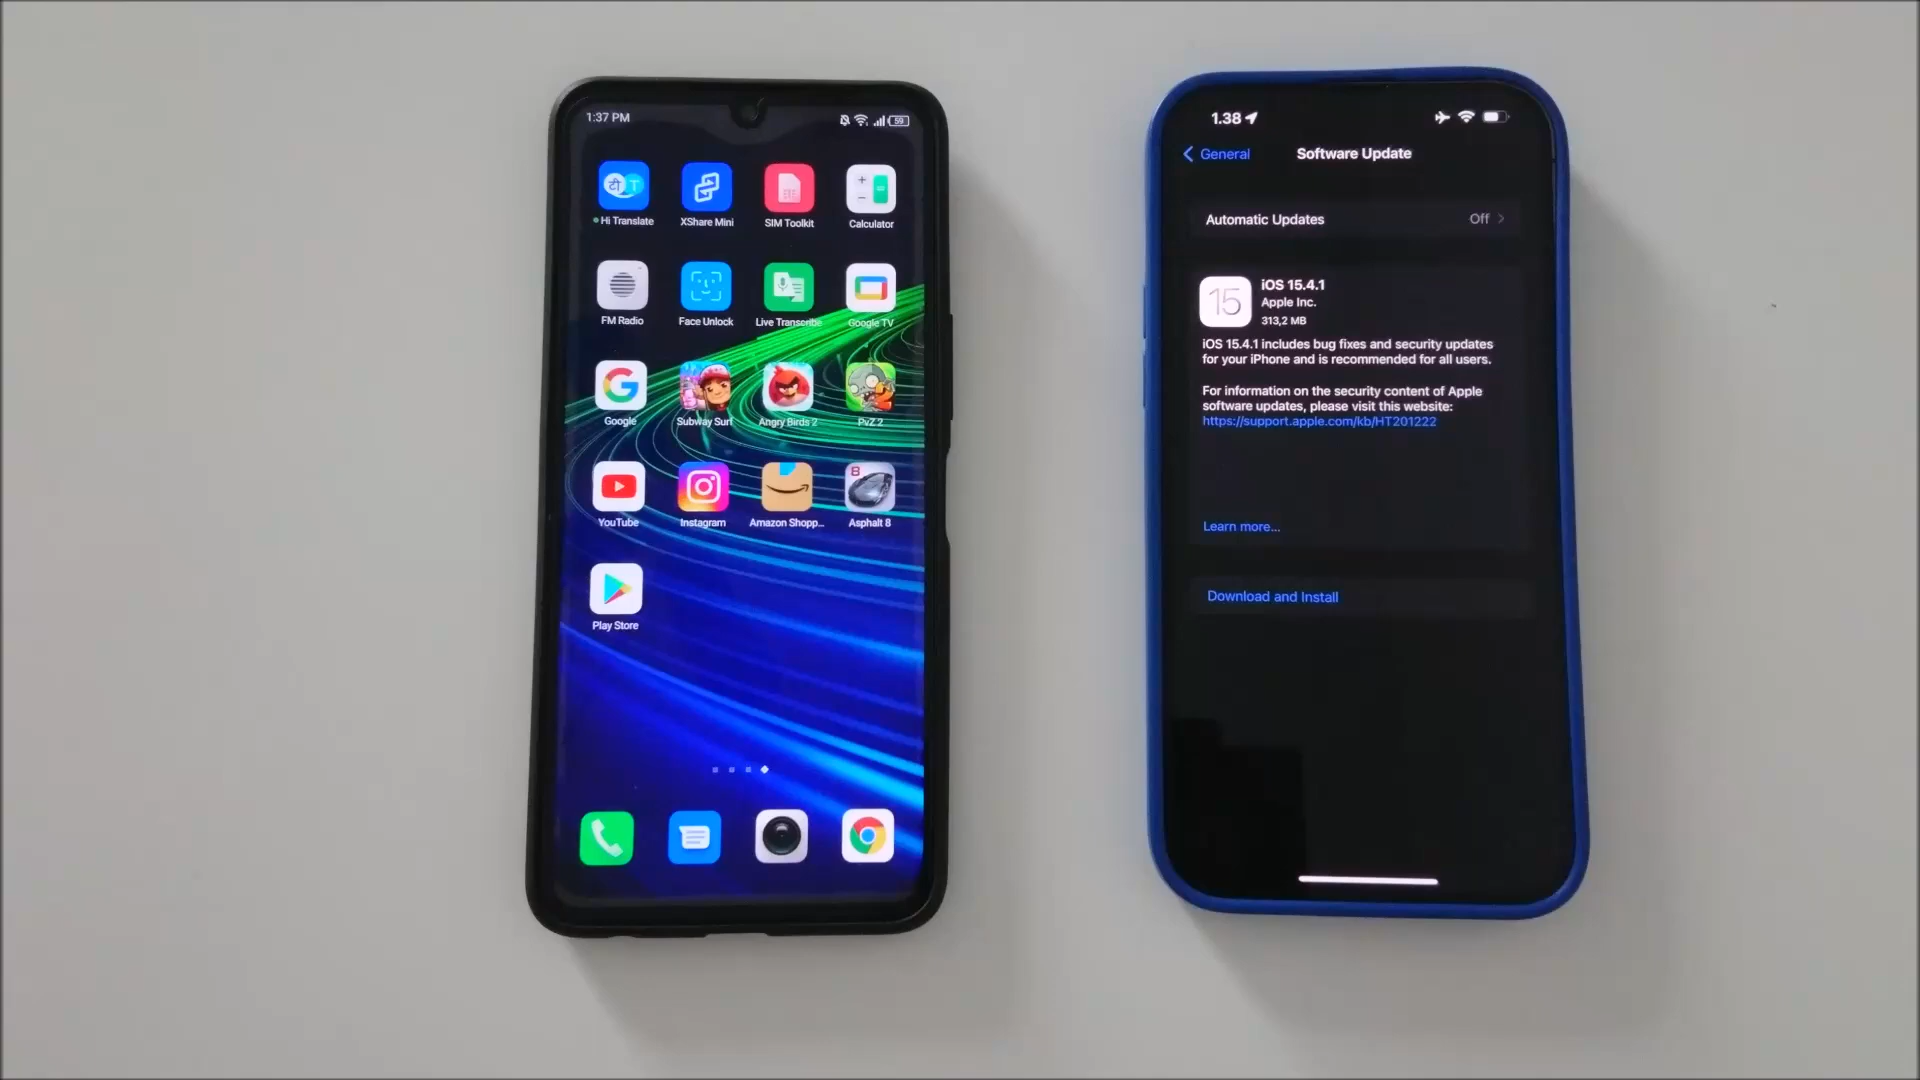 1:37 PM
59
टी T
Hi Translate
XShare Mini
SIM Toolkit
Calculator
FM Radio
Face Unlock
Live Transcribe
Google TV
Google
Subway Surf
Angry Birds 2
PvZ 2
8
YouTube
Instagram
Amazon Shopp...
Asphalt 8
Play Store
1.38
General
Software Update
Automatic Updates
Off
15
iOS 15.4.1
Apple Inc.
313,2 MB
iOS 15.4.1 includes bug fixes and security updates
for your iPhone and is recommended for all users.
For information on the security content of Apple
software updates, please visit this website:
https://support.apple.com/kb/HT201222
Learn more...
Download and Install